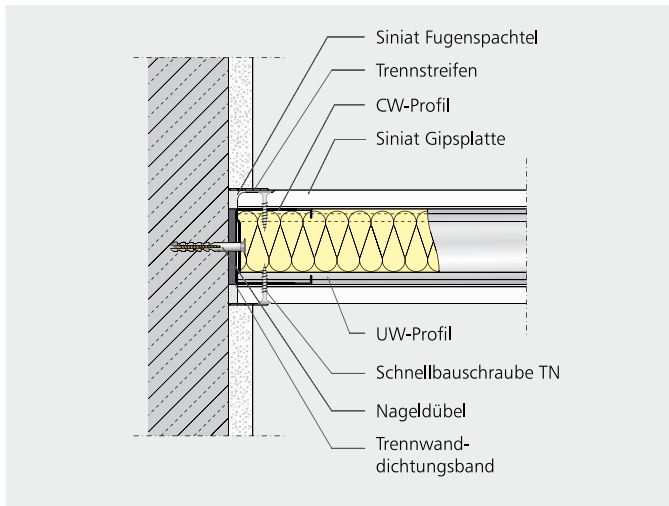 Siniat Fugenspachtel
Trennstreifen
CW-Profil
Siniat Gipsplatte
UW-Profil
Schnellbauschraube TN
Nageldübel
Trennwand-
dichtungsband